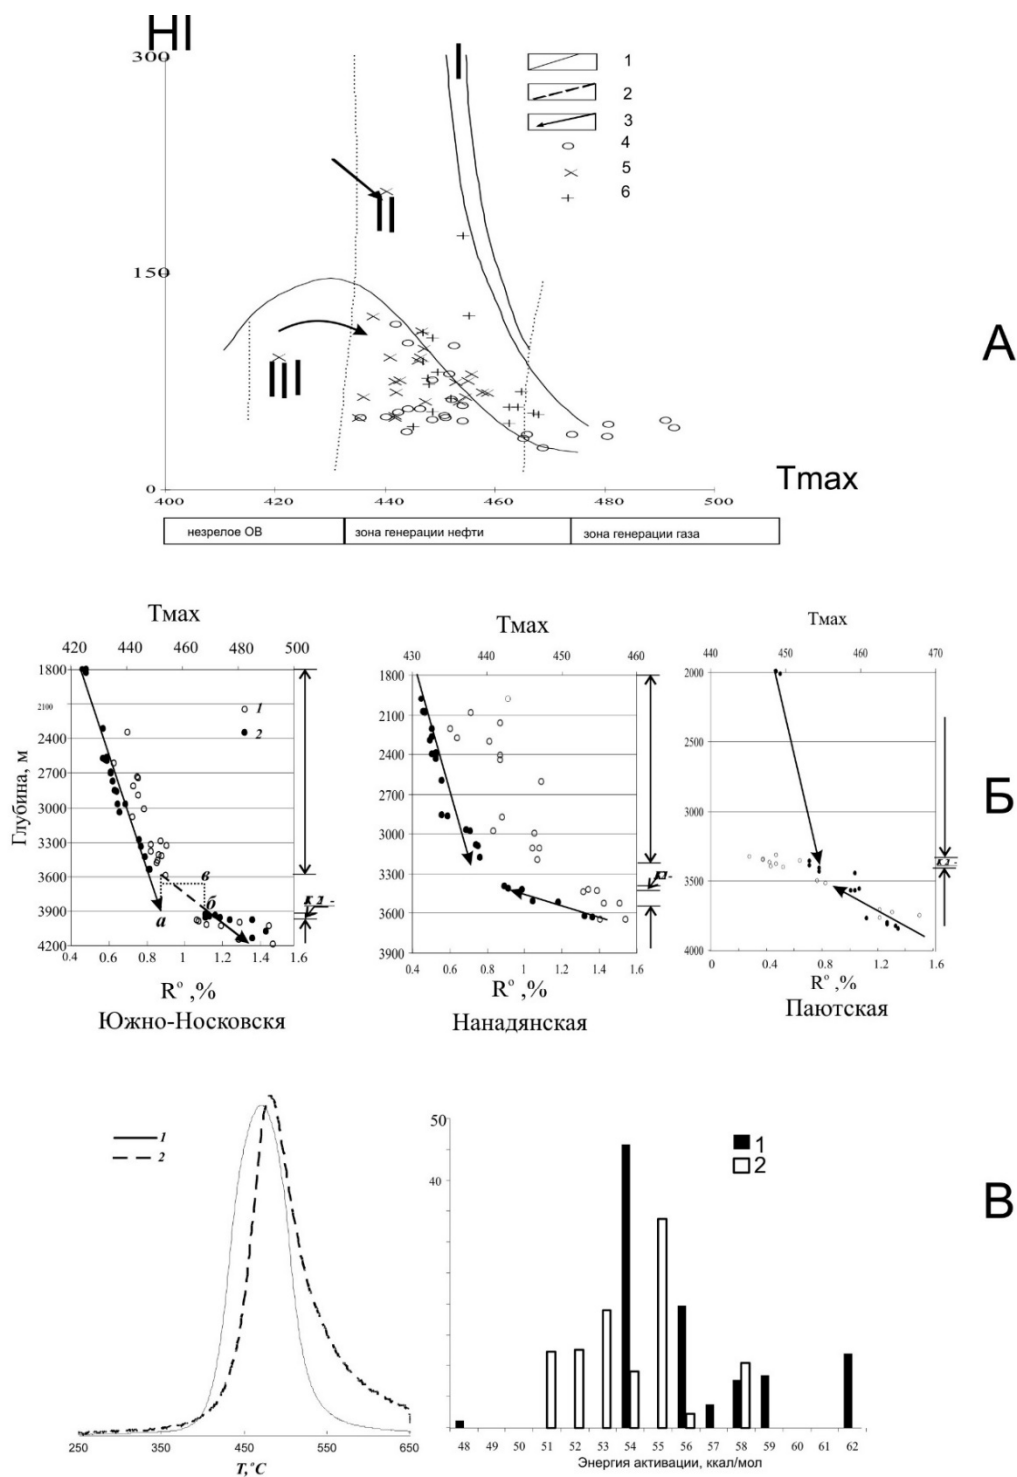 HI
300
I
1
2
3
4
5
6
II
150
III
А
0
400 420 440 460 480 500
Tmax
незрелое ОВ зона генерации нефти зона генерации газа
Тмах
420 440 460 480 500
Глубина, м
1800
2100
2400
2700
3000
3300
3600
3900
4200
1
2
а
б
в
к.д.-
0.4 0.6 0.8 1 1.2 1.4 1.6
R° ,%
Южно-Носковскя
Тмах
430 440 450 460
1800
2100
2400
2700
3000
3300
3600
3900
0.4 0.6 0.8 1 1.2 1.4 1.6
R° ,%
Нанадянская
Тмах
440 450 460 470
2000
2000
3000
3500
4000
к.д.-
0 0.4 0.8 1.2 1.6
R° ,%
Паютская
Б
1
2
250 450 550 650
T,°C
50
40
1
2
48 49 50 51 52 53 54 55 56 57 58 59 60 61 62
Энергия активации, ккал/мол
В